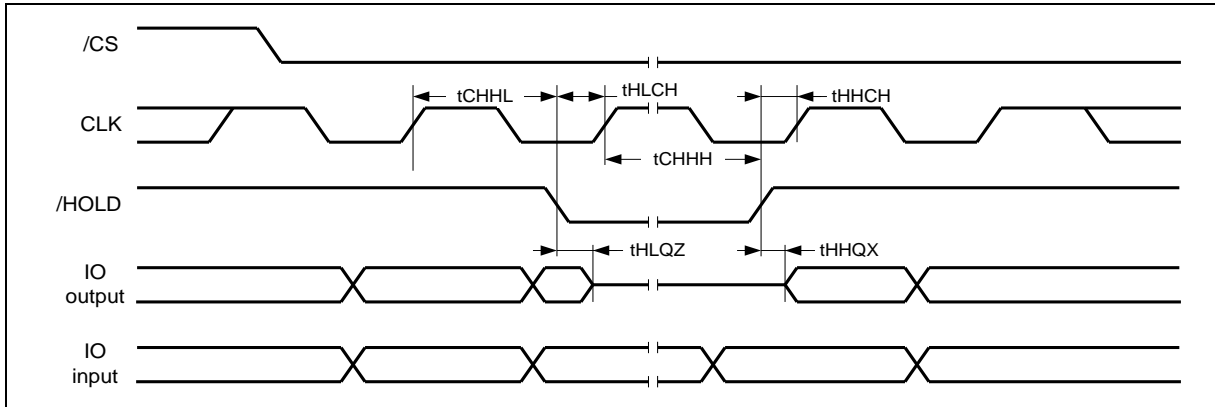 /CS
tCHHL
tHLCH
tHHCH
CLK
tCHHH
/HOLD
tHLQZ
tHHQX
IO
output
IO
input